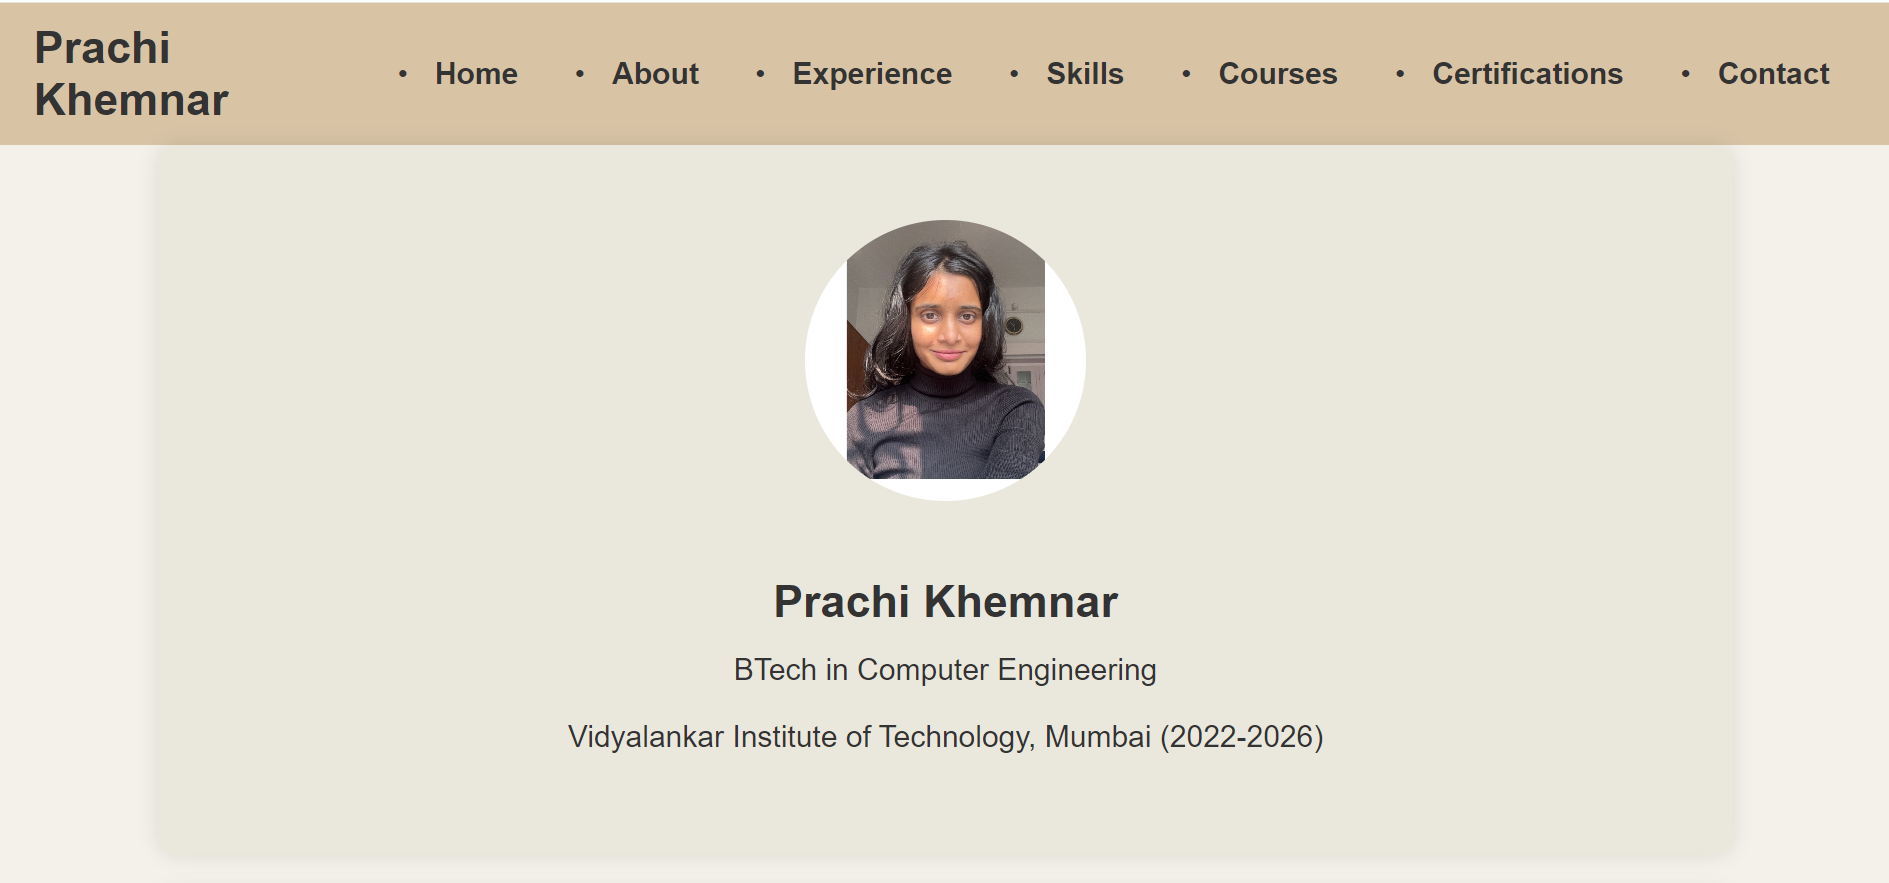 Prachi
Khemnar
• Home • About • Experience • Skills • Courses • Certifications • Contact
Prachi Khemnar
BTech in Computer Engineering
Vidyalankar Institute of Technology, Mumbai (2022-2026)